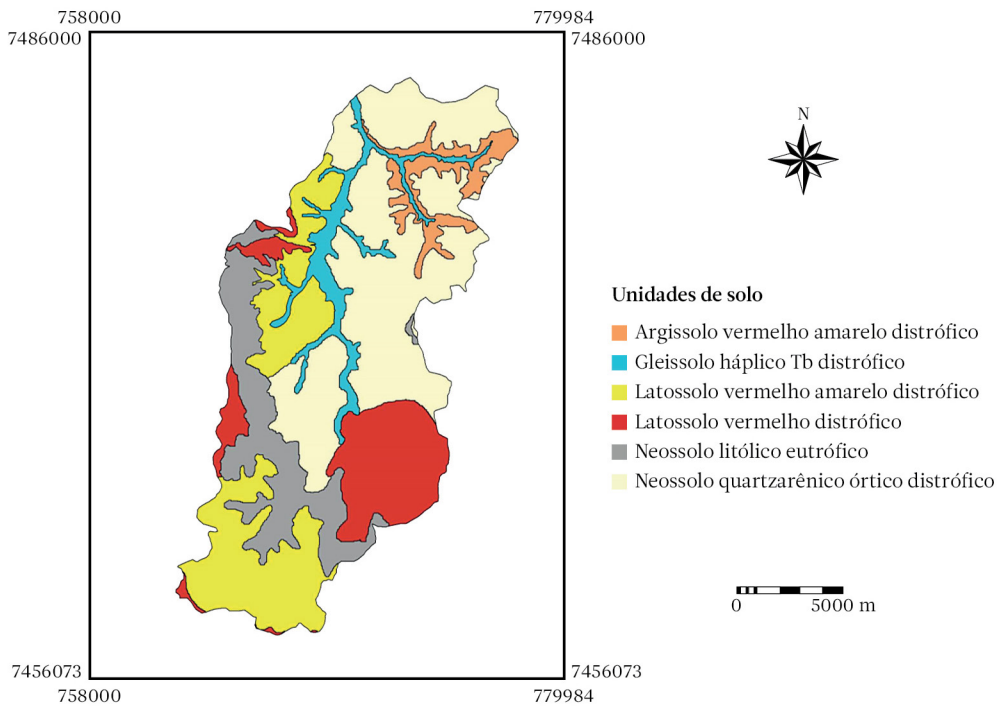 758000 779984
7486000 7486000
N
Unidades de solo
Argissolo vermelho amarelo distrófico
Gleissolo háplico Tb distrófico
Latossolo vermelho amarelo distrófico
Latossolo vermelho distrófico
Neossolo litólico eutrófico
Neossolo quartzarênico órtico distrófico
0 5000 m
7456073 7456073
758000 779984